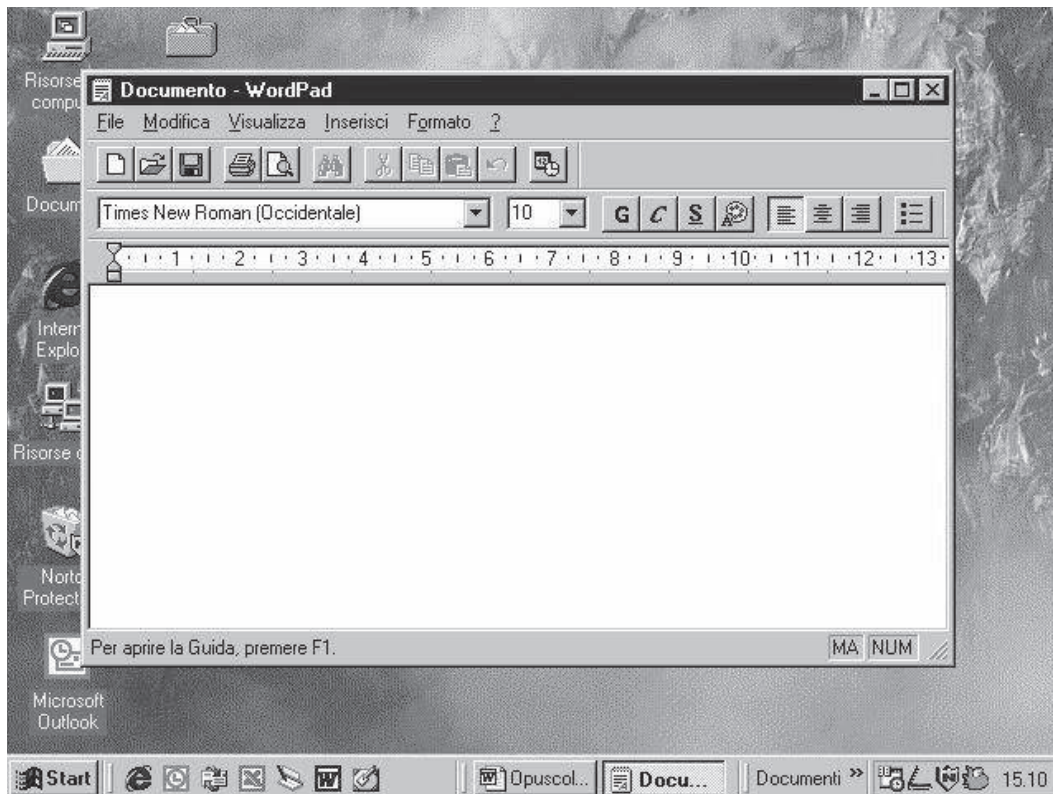 Risorse
compu
Docum
Intern
Explo
Risorse
Norto
Protect
Microsoft
Outlook
Documento - WordPad
File Modifica Visualizza Inserisci Formato ?
Times New Roman (Occidentale) 10 G C S
1 2 3 4 5 6 7 8 9 10 11 12 13
Per aprire la Guida, premere F1. MA NUM
Start Opuscol... Docu... Documenti » 15.10